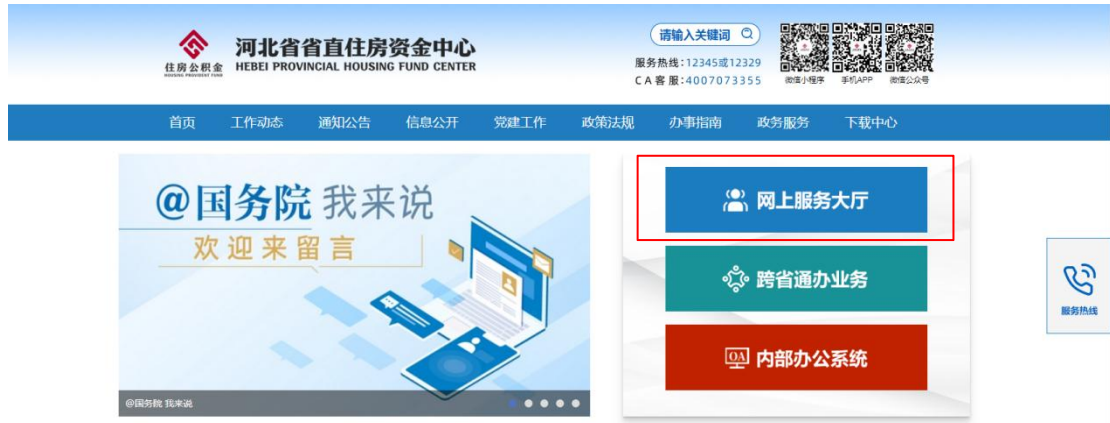 住房公积金
HOUSING PROVIDENT FUND
河北省省直住房资金中心
HEBEI PROVINCIAL HOUSING FUND CENTER
请输入关键词
服务热线:12345或12329
CA客服:4007073355
微信小程序 手机APP 微信公众号
首页 工作动态 通知公告 信息公开 党建工作 政策法规 办事指南 政务服务 下载中心
@国务院 我来说
欢迎来留言
@国务院 我来说
网上服务大厅
跨省通办业务
OA 内部办公系统
服务热线